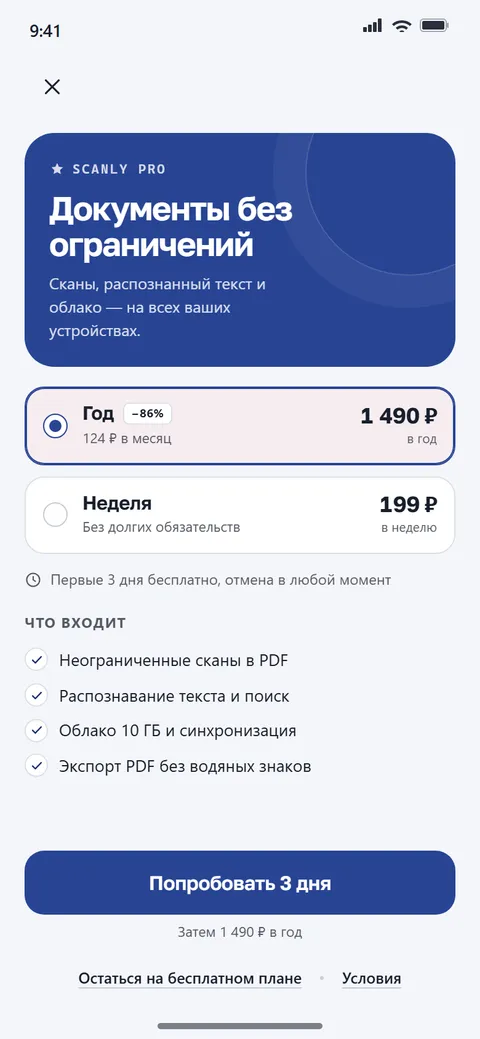 9:41
SCANLY PRO
Документы без
ограничений
Сканы, распознанный текст и
облако — на всех ваших
устройствах.
Год −86% 1 490 ₽
124 ₽ в месяц в год
Неделя 199 ₽
Без долгих обязательств в неделю
Первые 3 дня бесплатно, отмена в любой момент
ЧТО ВХОДИТ
Неограниченные сканы в PDF
Распознавание текста и поиск
Облако 10 ГБ и синхронизация
Экспорт PDF без водяных знаков
Попробовать 3 дня
Затем 1 490 ₽ в год
Остаться на бесплатном плане • Условия